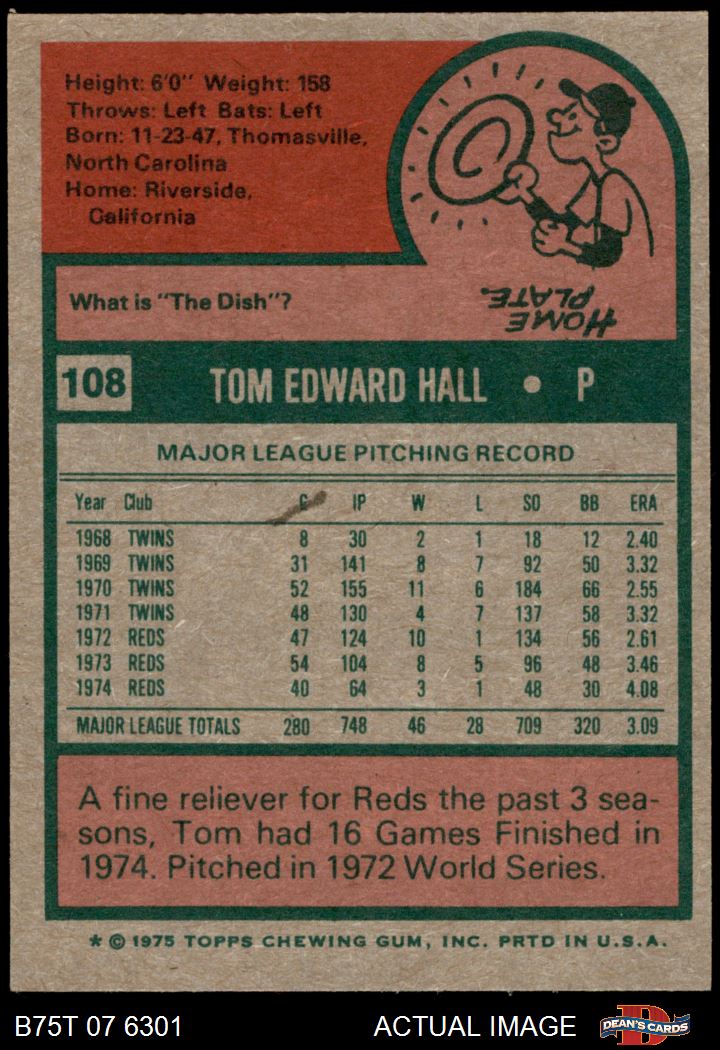 Height: 6'0" Weight: 158
Throws: Left Bats: Left
Born: 11-23-47, Thomasville,
North Carolina
Home: Riverside,
California
What is "The Dish"?
HOME
PLATE.
108 TOM EDWARD HALL • P
MAJOR LEAGUE PITCHING RECORD
Year Club G IP W L SO BB ERA
1968 TWINS 8 30 2 1 18 12 2.40
1969 TWINS 31 141 8 7 92 50 3.32
1970 TWINS 52 155 11 6 184 66 2.55
1971 TWINS 48 130 4 7 137 58 3.32
1972 REDS 47 124 10 1 134 56 2.61
1973 REDS 54 104 8 5 96 48 3.46
1974 REDS 40 64 3 1 48 30 4.08
MAJOR LEAGUE TOTALS 280 748 46 28 709 320 3.09
A fine reliever for Reds the past 3 sea-
sons, Tom had 16 Games Finished in
1974. Pitched in 1972 World Series.
* © 1975 TOPPS CHEWING GUM, INC. PRTD IN U.S.A.
B75T 07 6301 ACTUAL IMAGE DEAN'S CARDS